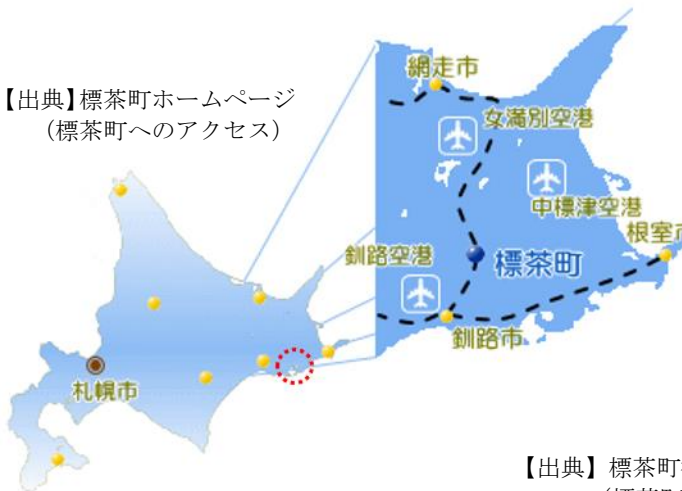 【出典】標茶町ホームページ
（標茶町へのアクセス）
網走市
女満別空港
中標津空港
根室市
釧路空港
標茶町
釧路市
札幌市
【出典】標茶町